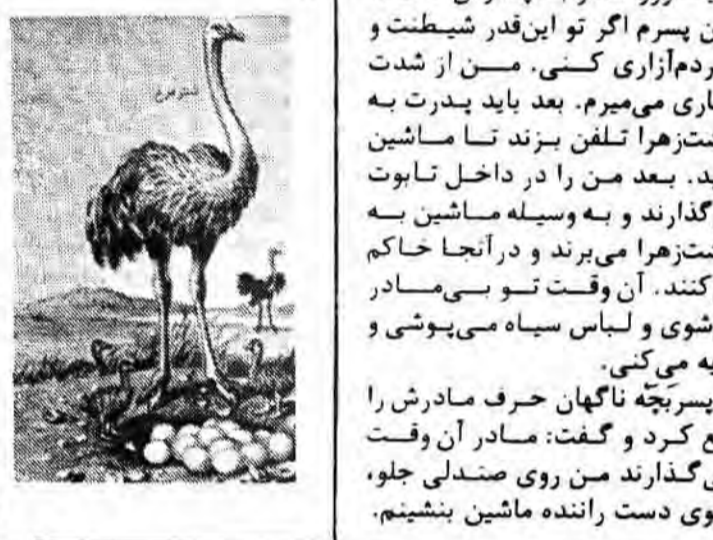 ن پسرم اگر تو این‌قدر شیطنت و
ردم‌آزاری کنی. من از شدت
اری می‌میرم. بعد باید پدرت به
شت‌زهرا تلفن بزند تا ماشین
ید. بعد من را در داخل تابوت
گذارند و به وسیله ماشین به
شت‌زهرا می‌برند و در آنجا خاکم
کنند. آن وقت تو بی‌مادر
شوی و لباس سیاه می‌پوشی و
یه می‌کنی.
پسربچّه ناگهان حرف مادرش را
ع کرد و گفت: مادر آن وقت
ی‌گذارند من روی صندلی جلو،
وی دست راننده ماشین بنشینم.
شترمرغ